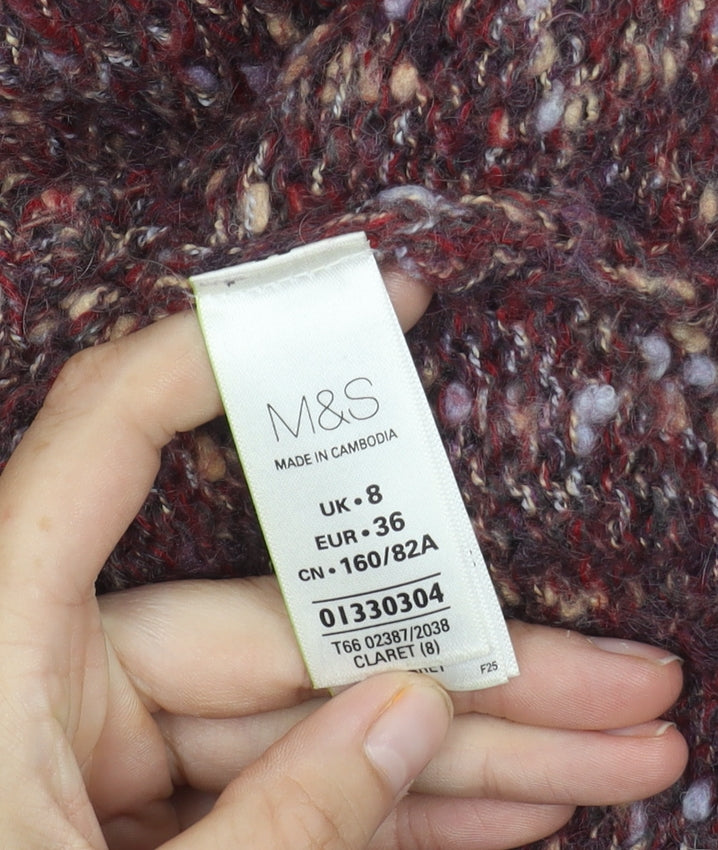 M&S
MADE IN CAMBODIA
UK • 8
EUR • 36
CN • 160/82A
01330304
T66 02387/2038
CLARET (8)
F25